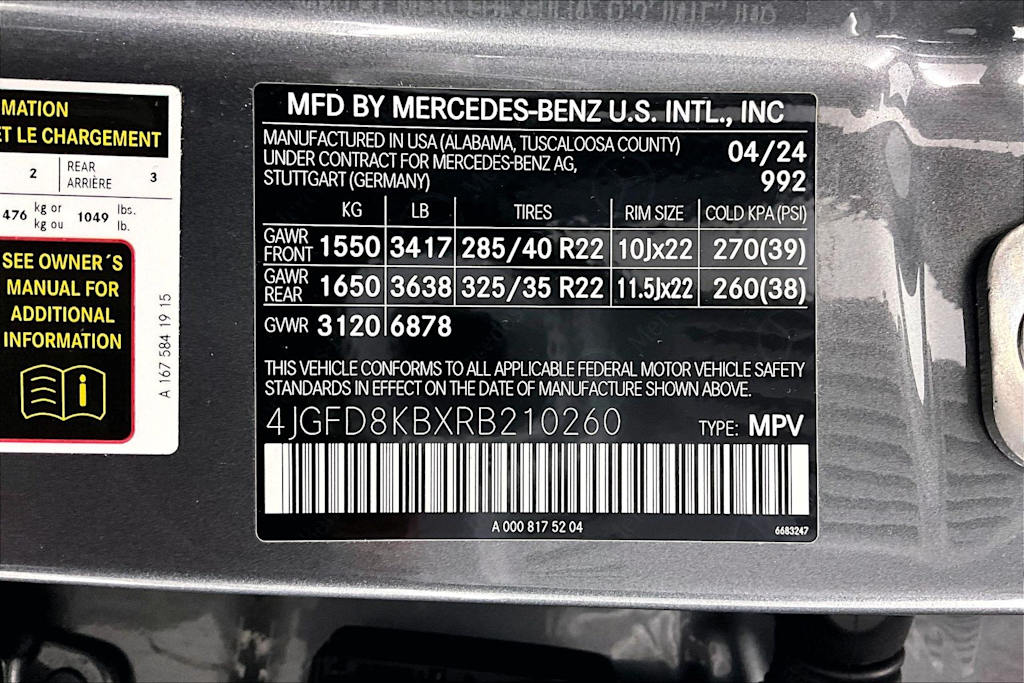 MATION
ET LE CHARGEMENT
2 REAR ARRIÈRE 3
476 kg or kg ou 1049 lbs. lb.
SEE OWNER´S
MANUAL FOR
ADDITIONAL
INFORMATION
A 167 584 19 15
MFD BY MERCEDES-BENZ U.S. INTL., INC
MANUFACTURED IN USA (ALABAMA, TUSCALOOSA COUNTY)
UNDER CONTRACT FOR MERCEDES-BENZ AG,
STUTTGART (GERMANY)
04/24
992
KG LB TIRES RIM SIZE COLD KPA (PSI)
GAWR FRONT 1550 3417 285/40 R22 10Jx22 270(39)
GAWR REAR 1650 3638 325/35 R22 11.5Jx22 260(38)
GVWR 3120 6878
THIS VEHICLE CONFORMS TO ALL APPLICABLE FEDERAL MOTOR VEHICLE SAFETY
STANDARDS IN EFFECT ON THE DATE OF MANUFACTURE SHOWN ABOVE.
4JGFD8KBXRB210260 TYPE: MPV
A 000 817 52 04
6683247